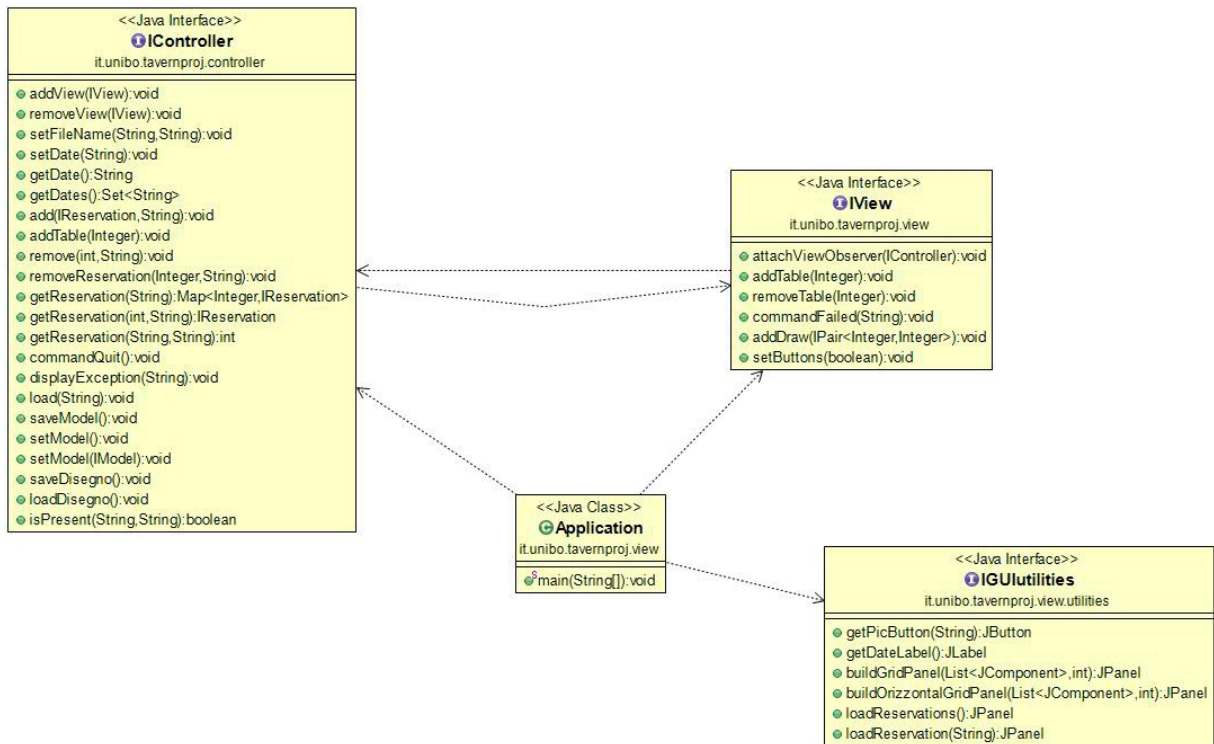 <<Java Interface>>
IController
it.unibo.tavernproj.controller
addView(IView):void
removeView(IView):void
setFileName(String,String):void
setDate(String):void
getDate():String
getDates():Set<String>
add(IReservation,String):void
addTable(Integer):void
remove(int,String):void
removeReservation(Integer,String):void
getReservation(String):Map<Integer,IReservation>
getReservation(int,String):IReservation
getReservation(String,String):int
commandQuit():void
displayException(String):void
load(String):void
saveModel():void
setModel():void
setModel(IModel):void
saveDisegno():void
loadDisegno():void
isPresent(String,String):boolean
<<Java Interface>>
IView
it.unibo.tavernproj.view
attachViewObserver(IController):void
addTable(Integer):void
removeTable(Integer):void
commandFailed(String):void
addDraw(IPair<Integer,Integer>):void
setButtons(boolean):void
<<Java Class>>
Application
it.unibo.tavernproj.view
main(String[]):void
<<Java Interface>>
IGUIutilities
it.unibo.tavernproj.view.utilities
getPicButton(String):JButton
getDateLabel():JLabel
buildGridPanel(List<JComponent>,int):JPanel
buildOrizzontalGridPanel(List<JComponent>,int):JPanel
loadReservations():JPanel
loadReservation(String):JPanel